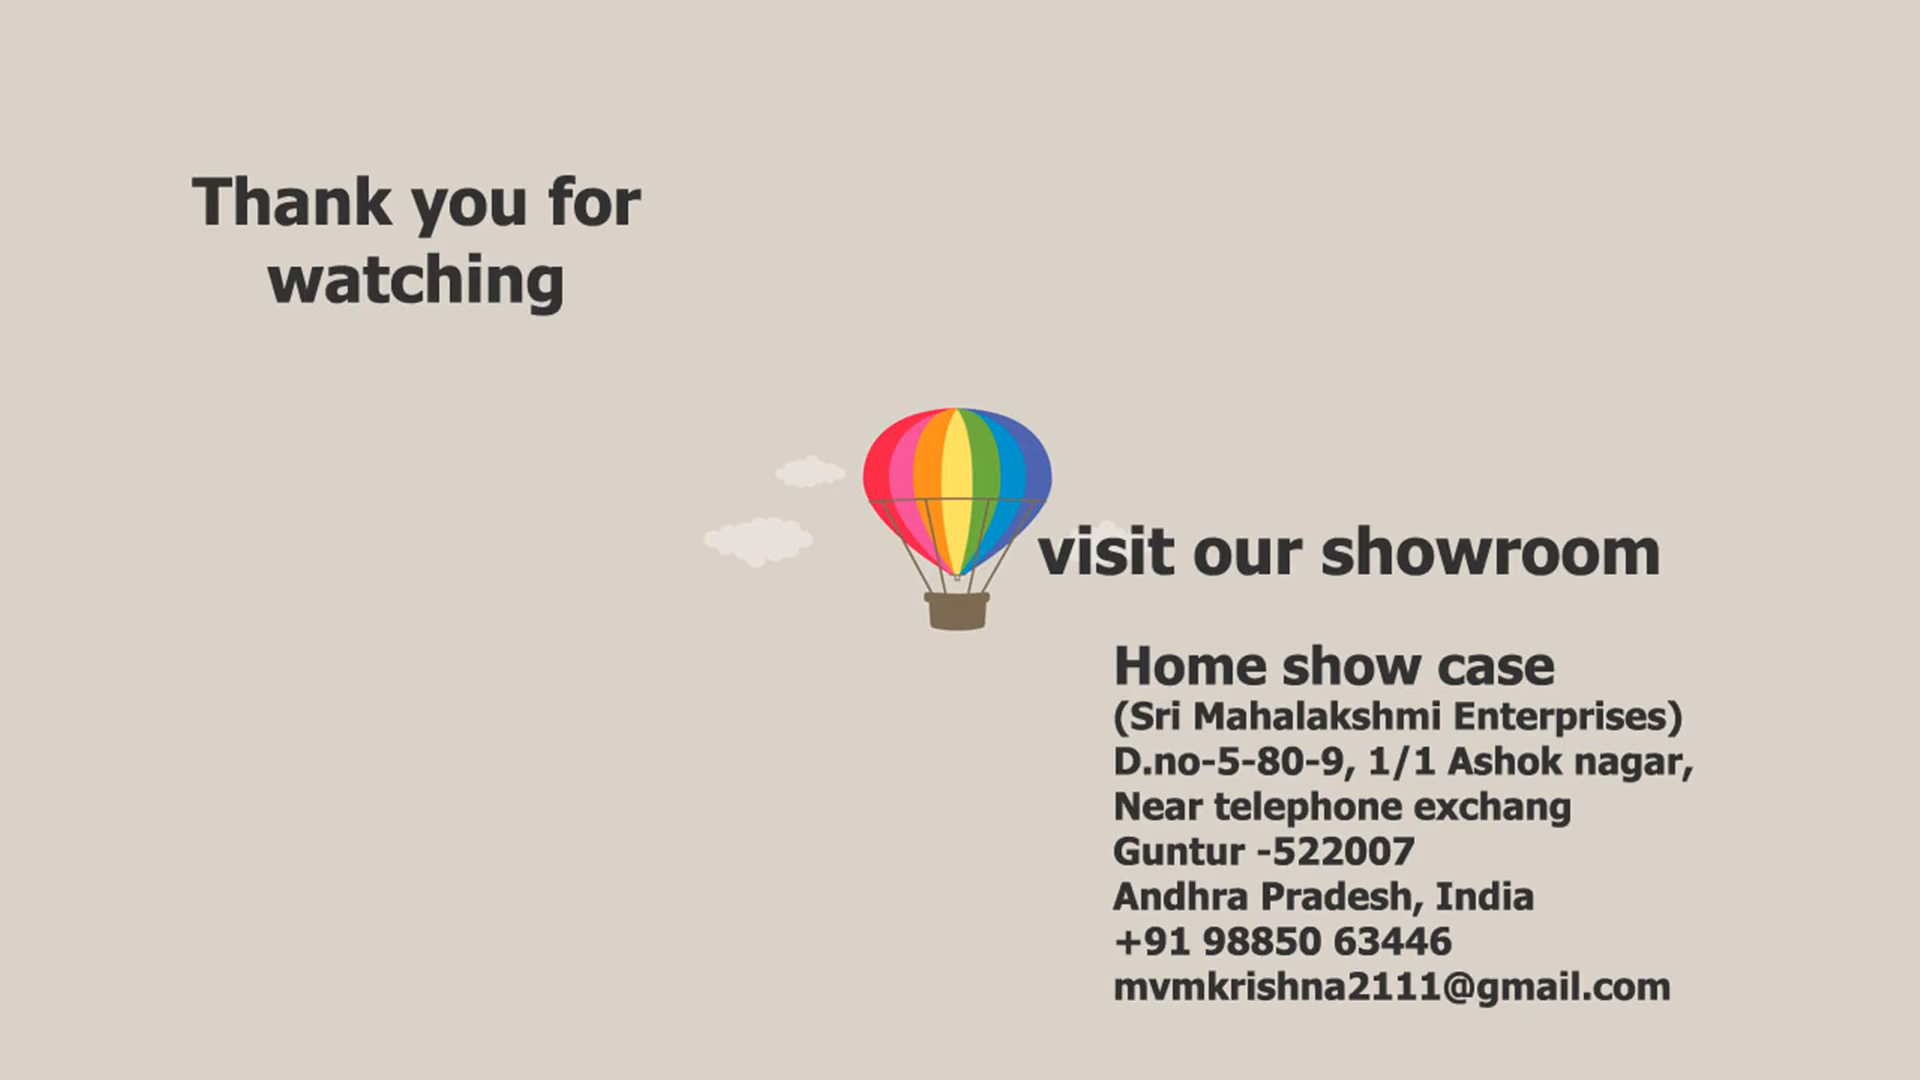 Thank you for
watching
visit our showroom
Home show case
(Sri Mahalakshmi Enterprises)
D.no-5-80-9, 1/1 Ashok nagar,
Near telephone exchang
Guntur -522007
Andhra Pradesh, India
+91 98850 63446
mvmkrishna2111@gmail.com